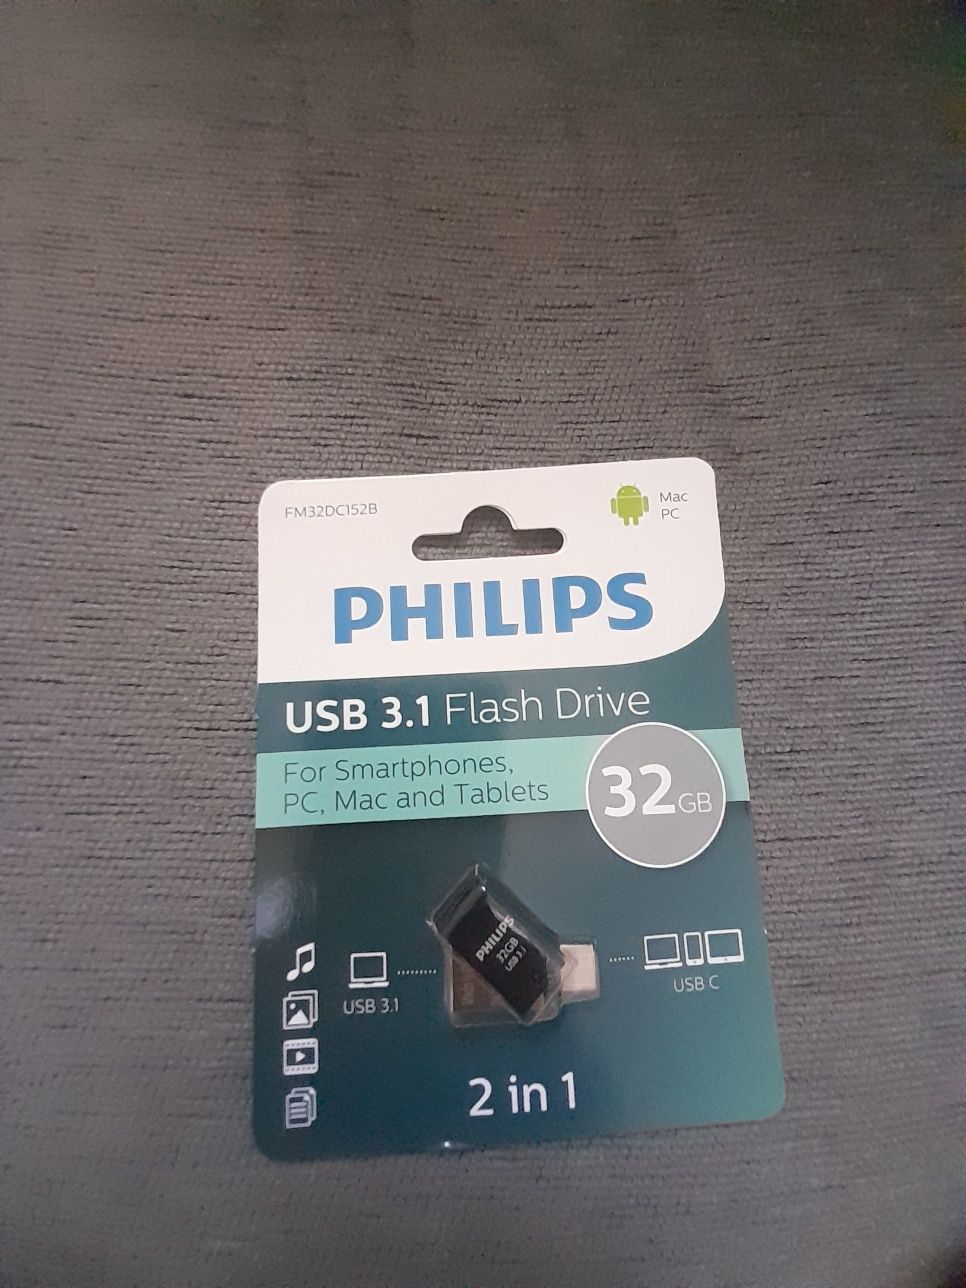 FM32DC152B
Mac
PC
PHILIPS
USB 3.1 Flash Drive
For Smartphones,
PC, Mac and Tablets
32GB
PHILIPS
32GB
USB 3.1
USB 3.1
USB C
2 in 1